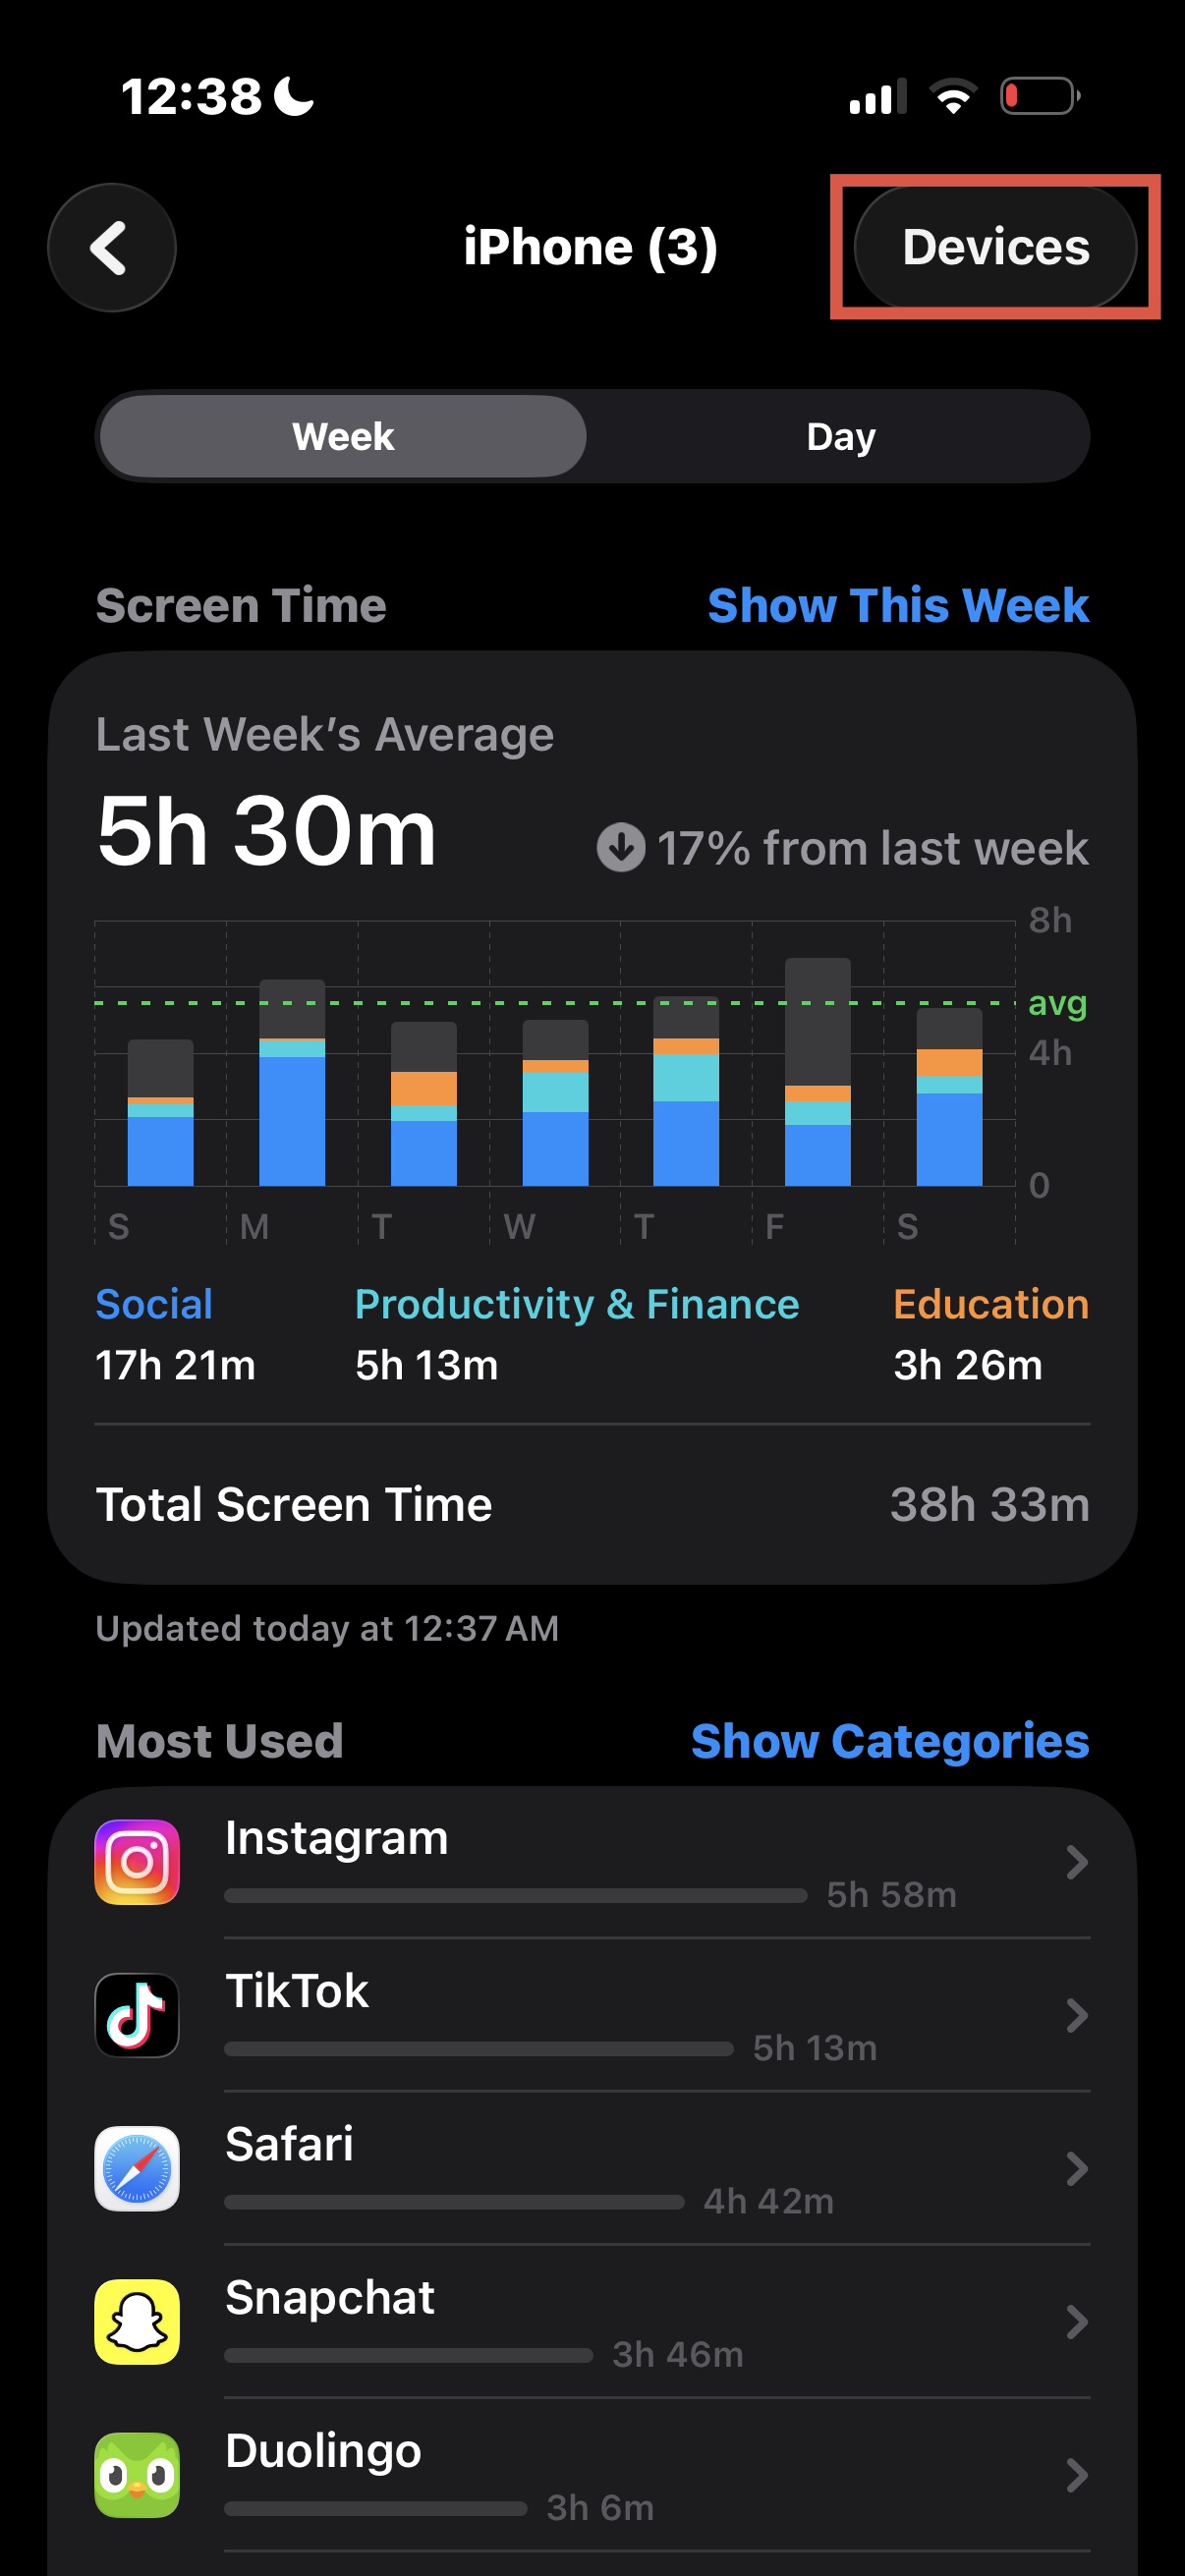 12:38
iPhone (3)
Devices
Week
Day
Screen Time
Show This Week
Last Week’s Average
5h 30m
17% from last week
8h
avg
4h
0
S M T W T F S
Social
Productivity & Finance
Education
17h 21m
5h 13m
3h 26m
Total Screen Time
38h 33m
Updated today at 12:37 AM
Most Used
Show Categories
Instagram
5h 58m
TikTok
5h 13m
Safari
4h 42m
Snapchat
3h 46m
Duolingo
3h 6m